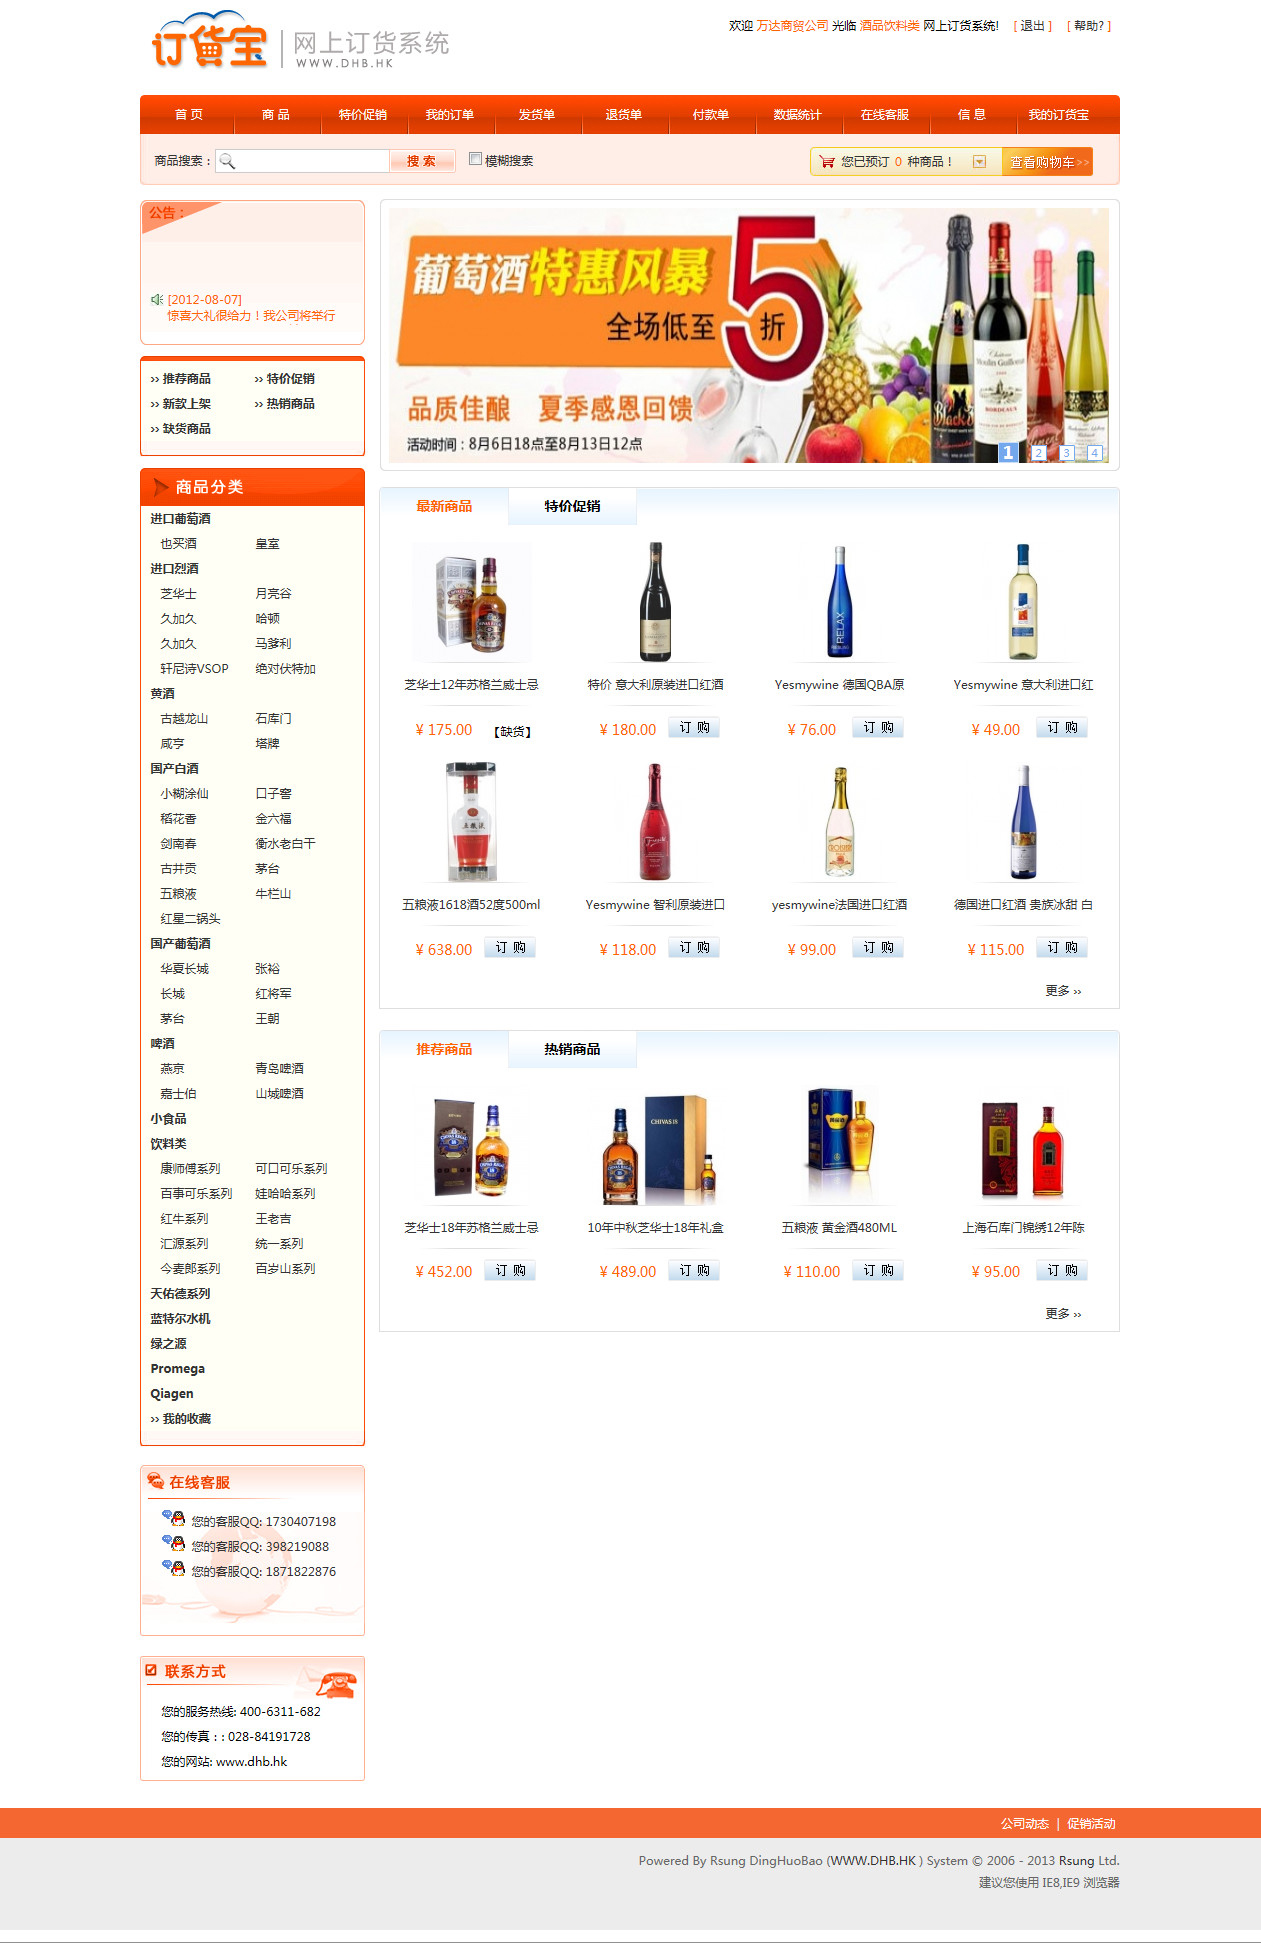 订货宝 | 网上订货系统
WWW.DHB.HK
欢迎 万达商贸公司 光临 酒品饮料类 网上订货系统! [ 退出 ] [ 帮助? ]
首 页 商 品 特价促销 我的订单 发货单 退货单 付款单 数据统计 在线客服 信 息 我的订货宝
商品搜索： 搜 索 模糊搜索 您已预订 0 种商品！ 查看购物车>>
公告：
[2012-08-07]
惊喜大礼很给力！我公司将举行
›› 推荐商品 ›› 特价促销
›› 新款上架 ›› 热销商品
›› 缺货商品
葡萄酒特惠风暴
全场低至5折
品质佳酿 夏季感恩回馈
活动时间：8月6日18点至8月13日12点
1 2 3 4
商品分类
进口葡萄酒
也买酒 皇室
进口烈酒
芝华士 月亮谷
久加久 哈顿
久加久 马爹利
轩尼诗VSOP 绝对伏特加
黄酒
古越龙山 石库门
咸亨 塔牌
国产白酒
小糊涂仙 口子窖
稻花香 金六福
剑南春 衡水老白干
古井贡 茅台
五粮液 牛栏山
红星二锅头
国产葡萄酒
华夏长城 张裕
长城 红将军
茅台 王朝
啤酒
燕京 青岛啤酒
嘉士伯 山城啤酒
小食品
饮料类
康师傅系列 可口可乐系列
百事可乐系列 娃哈哈系列
红牛系列 王老吉
汇源系列 统一系列
今麦郎系列 百岁山系列
天佑德系列
蓝特尔水机
绿之源
Promega
Qiagen
›› 我的收藏
最新商品 特价促销
RELAX
芝华士12年苏格兰威士忌 特价 意大利原装进口红酒 Yesmywine 德国QBA原 Yesmywine 意大利进口红
¥ 175.00 【缺货】 ¥ 180.00 订 购 ¥ 76.00 订 购 ¥ 49.00 订 购
五粮液1618酒52度500ml Yesmywine 智利原装进口 yesmywine法国进口红酒 德国进口红酒 贵族冰甜 白
¥ 638.00 订 购 ¥ 118.00 订 购 ¥ 99.00 订 购 ¥ 115.00 订 购
更多 ››
推荐商品 热销商品
CHIVAS 18
芝华士18年苏格兰威士忌 10年中秋芝华士18年礼盒 五粮液 黄金酒480ML 上海石库门锦绣12年陈
¥ 452.00 订 购 ¥ 489.00 订 购 ¥ 110.00 订 购 ¥ 95.00 订 购
更多 ››
在线客服
您的客服QQ: 1730407198
您的客服QQ: 398219088
您的客服QQ: 1871822876
联系方式
您的服务热线: 400-6311-682
您的传真：: 028-84191728
您的网站: www.dhb.hk
公司动态 | 促销活动
Powered By Rsung DingHuoBao (WWW.DHB.HK ) System © 2006 - 2013 Rsung Ltd.
建议您使用 IE8,IE9 浏览器